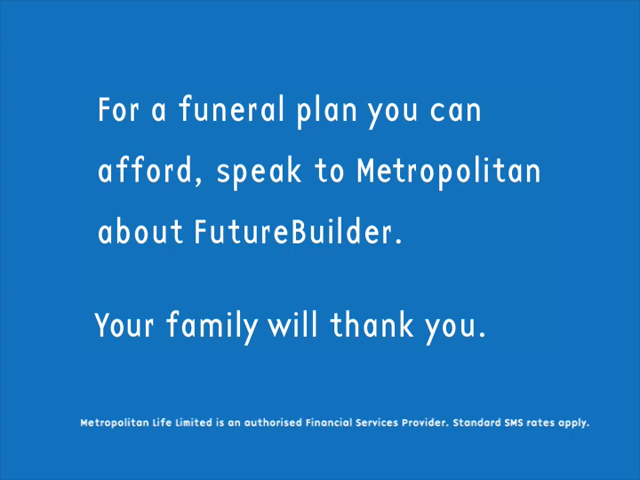 For a funeral plan you can
afford, speak to Metropolitan
about FutureBuilder.
Your family will thank you.
Metropolitan Life Limited is an authorised Financial Services Provider. Standard SMS rates apply.